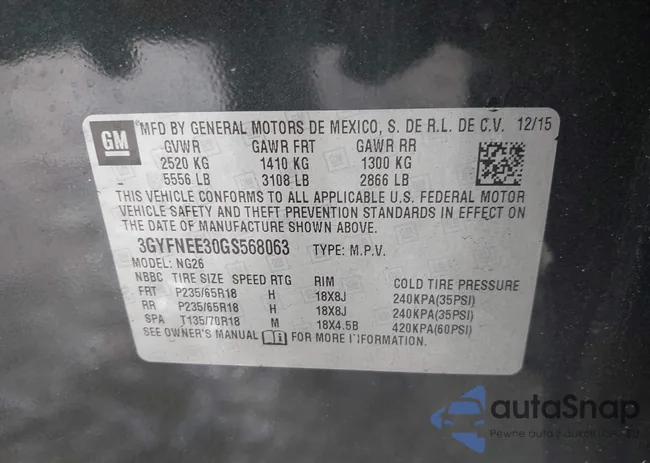 GM
MFD BY GENERAL MOTORS DE MEXICO, S. DE R.L. DE C.V. 12/15
GVWR GAWR FRT GAWR RR
2520 KG 1410 KG 1300 KG
5556 LB 3108 LB 2866 LB
THIS VEHICLE CONFORMS TO ALL APPLICABLE U.S. FEDERAL MOTOR
VEHICLE SAFETY AND THEFT PREVENTION STANDARDS IN EFFECT ON
THE DATE OF MANUFACTURE SHOWN ABOVE.
3GYFNEE30GS568063 TYPE: M.P.V.
MODEL: NG26
NBBC TIRE SIZE SPEED RTG RIM COLD TIRE PRESSURE
FRT P235/65R18 H 18X8J 240KPA(35PSI)
RR P235/65R18 H 18X8J 240KPA(35PSI)
SPA T135/70R18 M 18X4.5B 420KPA(60PSI)
SEE OWNER'S MANUAL FOR MORE INFORMATION.
autaSnap
Pewne auta z aukcji